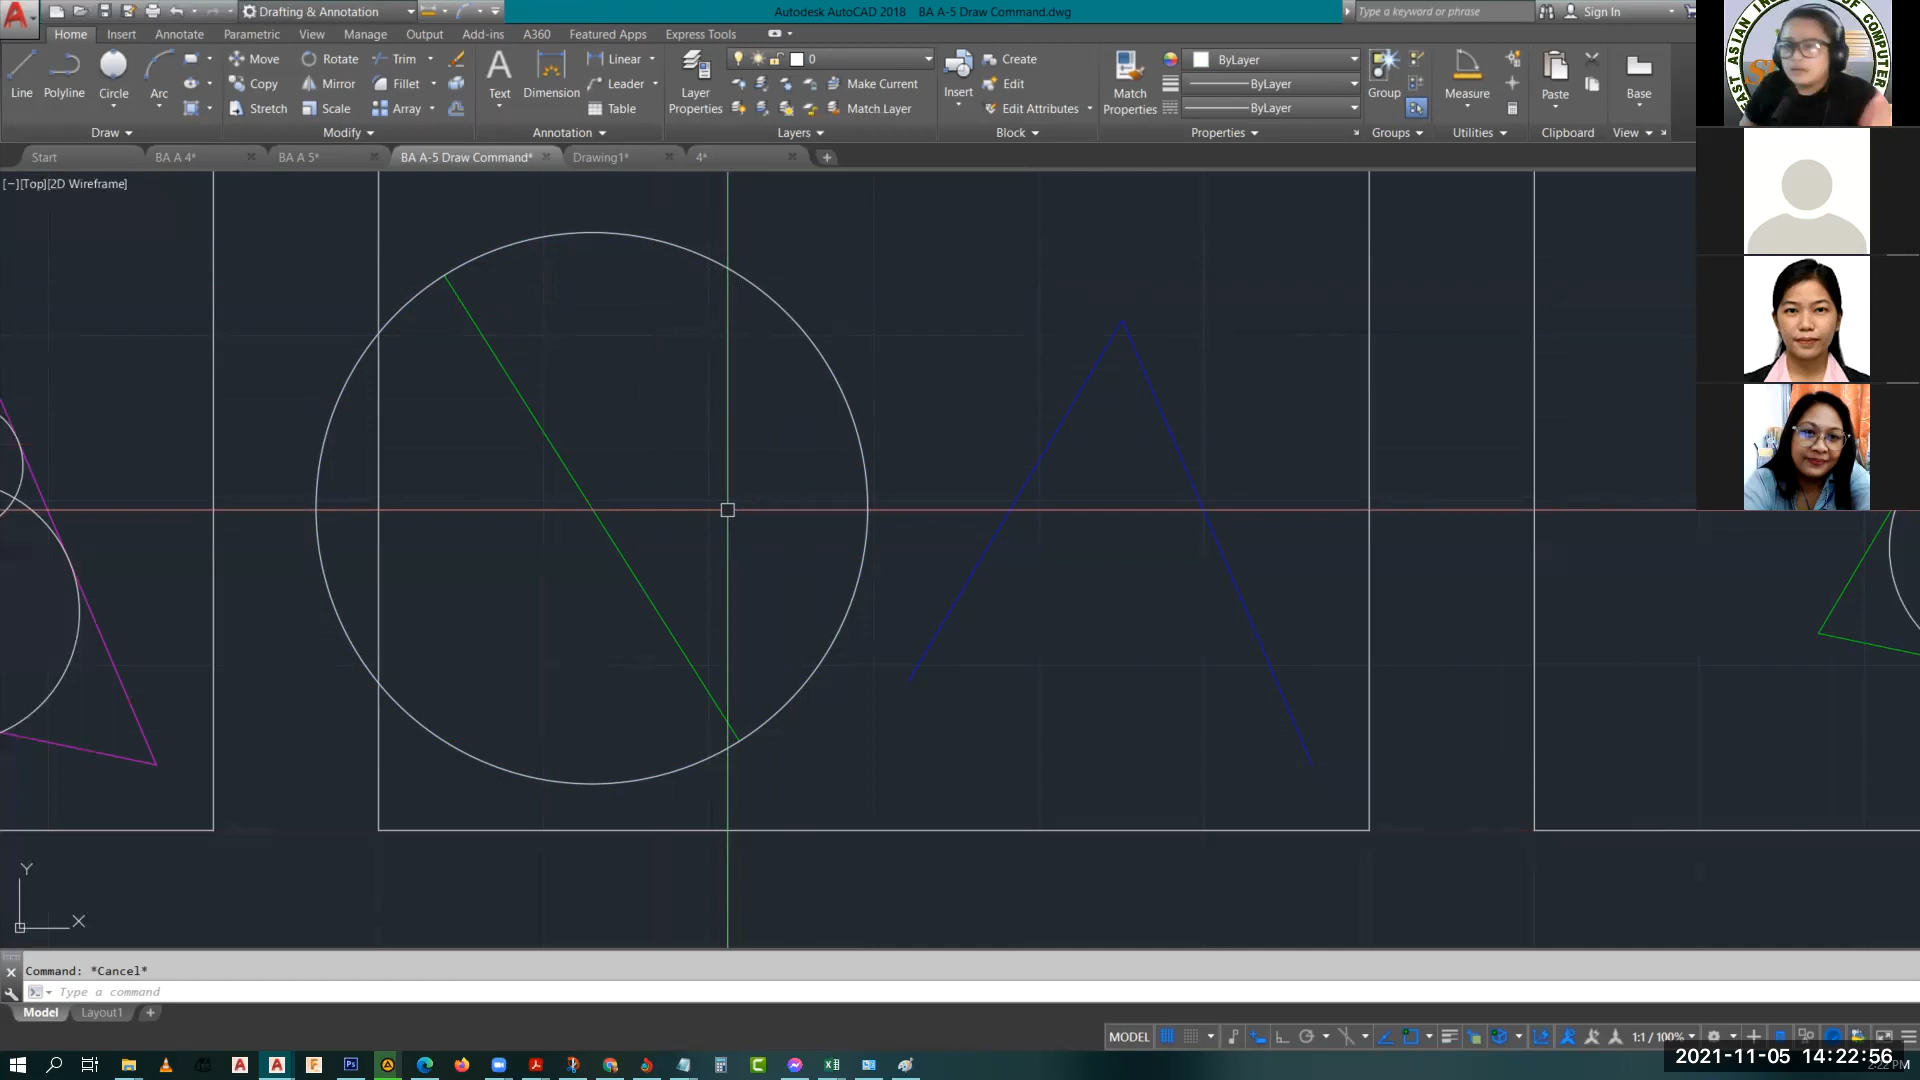 Drafting & Annotation
Autodesk AutoCAD 2018 BA A-5 Draw Command.dwg
Type a keyword or phrase
Sign In
Home Insert Annotate Parametric View Manage Output Add-ins A360 Featured Apps Express Tools
Line Polyline Circle Arc
Move Rotate Trim
Copy Mirror Fillet
Stretch Scale Array
Text Dimension
Linear
Leader
Table
Layer Properties
0
Make Current
Match Layer
Insert
Create
Edit
Edit Attributes
Match Properties
ByLayer
ByLayer
ByLayer
Group
Measure
Paste
Base
Draw Modify Annotation Layers Block Properties Groups Utilities Clipboard View
Start BA A 4* BA A 5* BA A-5 Draw Command* Drawing1* 4*
[−][Top][2D Wireframe]
Y
X
Command: *Cancel*
Type a command
Model Layout1
MODEL
1:1 / 100%
2021-11-05 14:22:56
2:22 PM